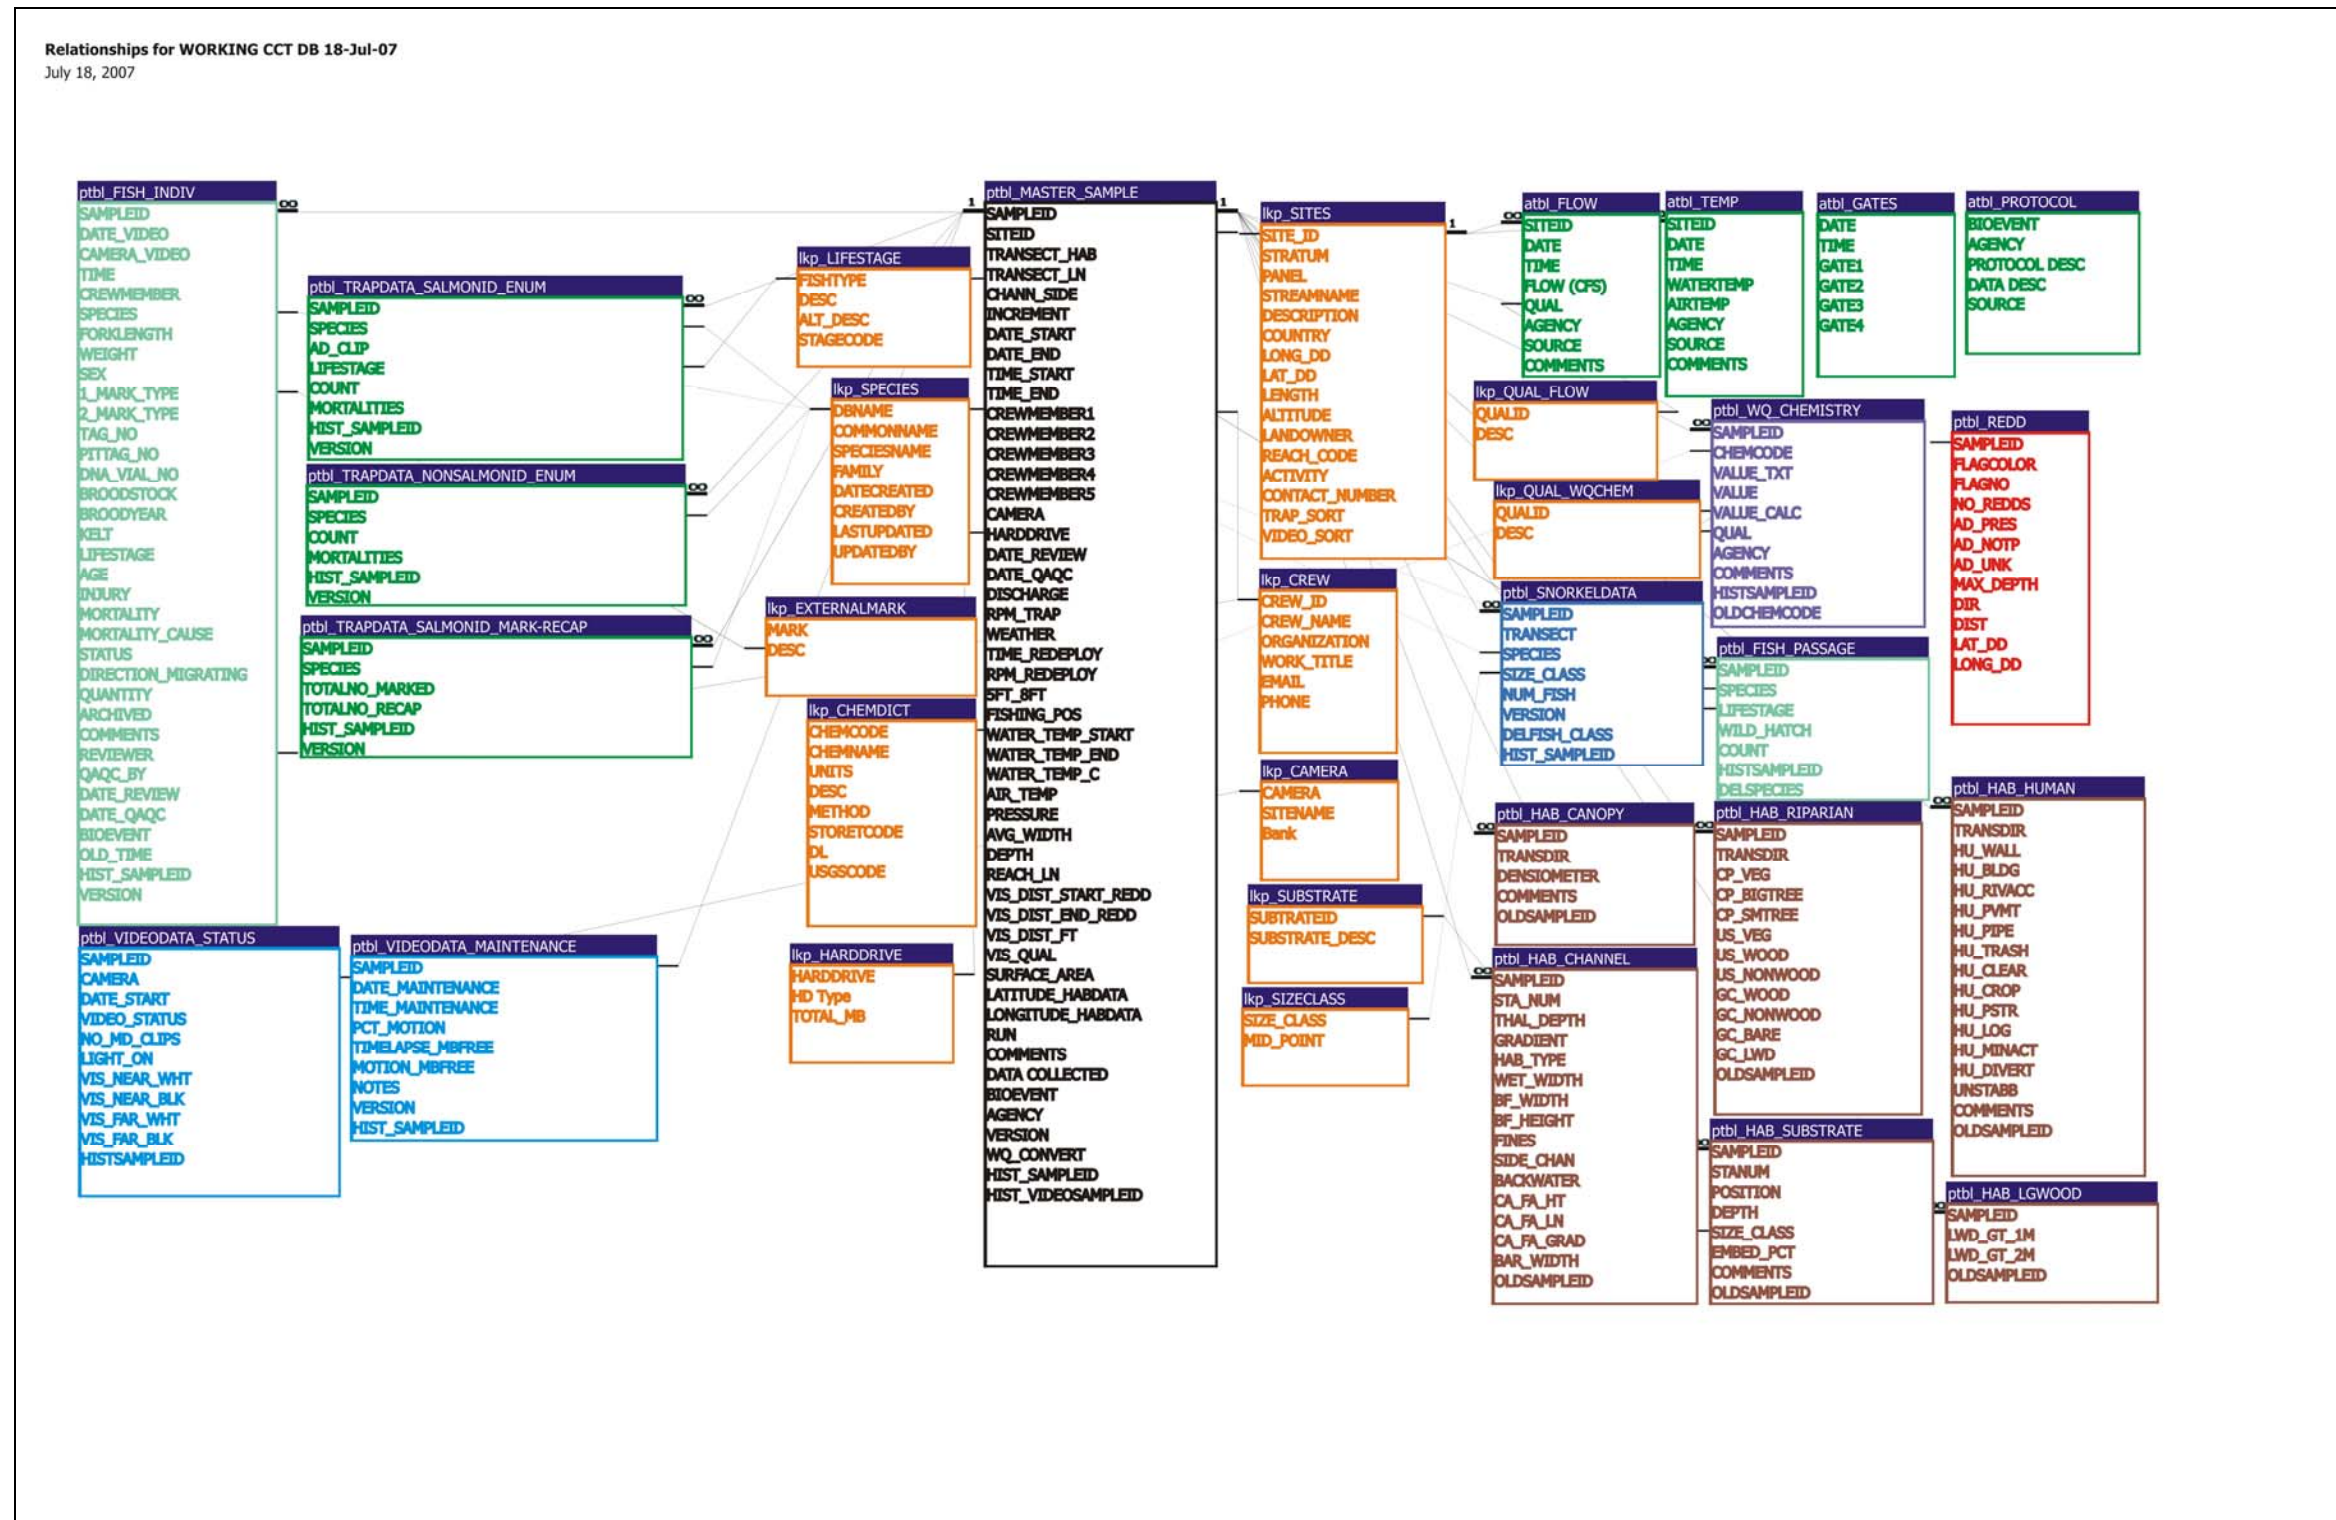 Relationships for WORKING CCT DB 18-Jul-07
July 18, 2007
ptbl_FISH_INDIV
SAMPLEID
DATE_VIDEO
CAMERA_VIDEO
TIME
CREWMEMBER
SPECIES
FORKLENGTH
WEIGHT
SEX
1_MARK_TYPE
2_MARK_TYPE
TAG_NO
PITTAG_NO
DNA_VIAL_NO
BROODSTOCK
BROODYEAR
KELT
LIFESTAGE
AGE
INJURY
MORTALITY
MORTALITY_CAUSE
STATUS
DIRECTION_MIGRATING
QUANTITY
ARCHIVED
COMMENTS
REVIEWER
QAQC_BY
DATE_REVIEW
DATE_QAQC
BIOEVENT
OLD_TIME
HIST_SAMPLEID
VERSION
∞
ptbl_VIDEODATA_STATUS
SAMPLEID
CAMERA
DATE_START
VIDEO_STATUS
NO_MD_CLIPS
LIGHT_ON
VIS_NEAR_WHT
VIS_NEAR_BLK
VIS_FAR_WHT
VIS_FAR_BLK
HISTSAMPLEID
ptbl_TRAPDATA_SALMONID_ENUM
SAMPLEID
SPECIES
AD_CLIP
LIFESTAGE
COUNT
MORTALITIES
HIST_SAMPLEID
VERSION
∞
ptbl_TRAPDATA_NONSALMONID_ENUM
SAMPLEID
SPECIES
COUNT
MORTALITIES
HIST_SAMPLEID
VERSION
∞
ptbl_TRAPDATA_SALMONID_MARK-RECAP
SAMPLEID
SPECIES
TOTALNO_MARKED
TOTALNO_RECAP
HIST_SAMPLEID
VERSION
∞
ptbl_VIDEODATA_MAINTENANCE
SAMPLEID
DATE_MAINTENANCE
TIME_MAINTENANCE
PCT_MOTION
TIMELAPSE_MBFREE
MOTION_MBFREE
NOTES
VERSION
HIST_SAMPLEID
lkp_LIFESTAGE
FISHTYPE
DESC
ALT_DESC
STAGECODE
lkp_SPECIES
DBNAME
COMMONNAME
SPECIESNAME
FAMILY
DATECREATED
CREATEDBY
LASTUPDATED
UPDATEDBY
lkp_EXTERNALMARK
MARK
DESC
lkp_CHEMDICT
CHEMCODE
CHEMNAME
UNITS
DESC
METHOD
STORETCODE
DL
USGSCODE
lkp_HARDDRIVE
HARDDRIVE
HD Type
TOTAL_MB
ptbl_MASTER_SAMPLE
1
1
SAMPLEID
SITEID
TRANSECT_HAB
TRANSECT_LN
CHANN_SIDE
INCREMENT
DATE_START
DATE_END
TIME_START
TIME_END
CREWMEMBER1
CREWMEMBER2
CREWMEMBER3
CREWMEMBER4
CREWMEMBER5
CAMERA
HARDDRIVE
DATE_REVIEW
DATE_QAQC
DISCHARGE
RPM_TRAP
WEATHER
TIME_REDEPLOY
RPM_REDEPLOY
5FT_8FT
FISHING_POS
WATER_TEMP_START
WATER_TEMP_END
WATER_TEMP_C
AIR_TEMP
PRESSURE
AVG_WIDTH
DEPTH
REACH_LN
VIS_DIST_START_REDD
VIS_DIST_END_REDD
VIS_DIST_FT
VIS_QUAL
SURFACE_AREA
LATITUDE_HABDATA
LONGITUDE_HABDATA
RUN
COMMENTS
DATA COLLECTED
BIOEVENT
AGENCY
VERSION
WQ_CONVERT
HIST_SAMPLEID
HIST_VIDEOSAMPLEID
lkp_SITES
1
SITE_ID
STRATUM
PANEL
STREAMNAME
DESCRIPTION
COUNTRY
LONG_DD
LAT_DD
LENGTH
ALTITUDE
LANDOWNER
REACH_CODE
ACTIVITY
CONTACT_NUMBER
TRAP_SORT
VIDEO_SORT
lkp_CREW
CREW_ID
CREW_NAME
ORGANIZATION
WORK_TITLE
EMAIL
PHONE
lkp_CAMERA
CAMERA
SITENAME
Bank
lkp_SUBSTRATE
SUBTRATEID
SUBSTRATE_DESC
lkp_SIZECLASS
SIZE_CLASS
MID_POINT
atbl_FLOW
∞
SITEID
DATE
TIME
FLOW (CFS)
QUAL
AGENCY
SOURCE
COMMENTS
atbl_TEMP
SITEID
DATE
TIME
WATERTEMP
AIRTEMP
AGENCY
SOURCE
COMMENTS
atbl_GATES
DATE
TIME
GATE1
GATE2
GATE3
GATE4
atbl_PROTOCOL
BIOEVENT
AGENCY
PROTOCOL DESC
DATA DESC
SOURCE
lkp_QUAL_FLOW
QUALID
DESC
lkp_QUAL_WQCHEM
QUALID
DESC
ptbl_WQ_CHEMISTRY
∞
SAMPLEID
CHEMCODE
VALUE_TXT
VALUE
VALUE_CALC
QUAL
AGENCY
COMMENTS
HISTSAMPLEID
OLDCHEMCODE
ptbl_REDD
SAMPLEID
FLAGCOLOR
FLAGNO
NO_REDDS
AD_PRES
AD_NOTP
AD_UNK
MAX_DEPTH
DIR
DIST
LAT_DD
LONG_DD
ptbl_SNORKELDATA
∞
SAMPLEID
TRANSECT
SPECIES
SIZE_CLASS
NUM_FISH
VERSION
DELFISH_CLASS
HIST_SAMPLEID
ptbl_FISH_PASSAGE
∞
SAMPLEID
SPECIES
LIFESTAGE
WILD_HATCH
COUNT
HISTSAMPLEID
DELSPECIES
ptbl_HAB_CANOPY
∞
SAMPLEID
TRANSDIR
DENSIOMETER
COMMENTS
OLDSAMPLEID
ptbl_HAB_RIPARIAN
∞
SAMPLEID
TRANSDIR
CP_VEG
CP_BIGTREE
CP_SMTREE
US_VEG
US_WOOD
US_NONWOOD
GC_WOOD
GC_NONWOOD
GC_BARE
GC_LWD
OLDSAMPLEID
ptbl_HAB_HUMAN
∞
SAMPLEID
TRANSDIR
HU_WALL
HU_BLDG
HU_RIVACC
HU_PVMT
HU_PIPE
HU_TRASH
HU_CLEAR
HU_CROP
HU_PSTR
HU_LOG
HU_MINACT
HU_DIVERT
UNSTABB
COMMENTS
OLDSAMPLEID
ptbl_HAB_CHANNEL
∞
SAMPLEID
STA_NUM
THAL_DEPTH
GRADIENT
HAB_TYPE
WET_WIDTH
BF_WIDTH
BF_HEIGHT
FINES
SIDE_CHAN
BACKWATER
CA_FA_HT
CA_FA_LN
CA_FA_GRAD
BAR_WIDTH
OLDSAMPLEID
ptbl_HAB_SUBSTRATE
∞
SAMPLEID
STANUM
POSITION
DEPTH
SIZE_CLASS
EMBED_PCT
COMMENTS
OLDSAMPLEID
ptbl_HAB_LGWOOD
∞
SAMPLEID
LWD_GT_1M
LWD_GT_2M
OLDSAMPLEID